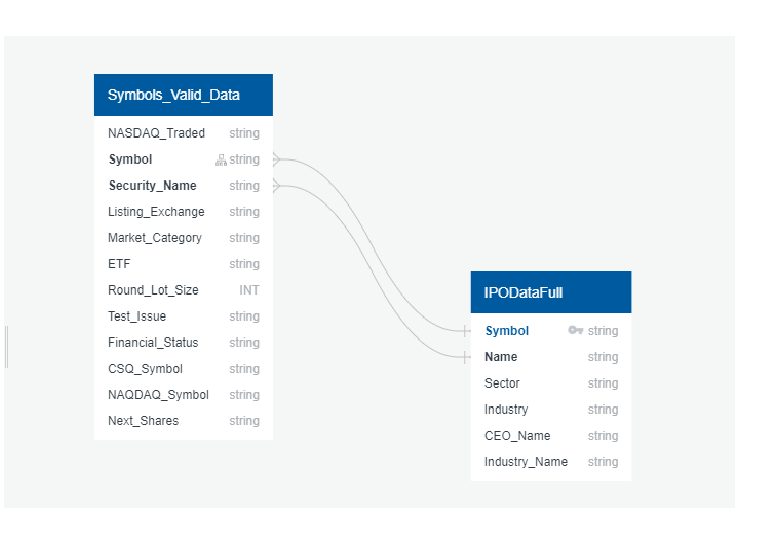 Symbols_Valid_Data
NASDAQ_Traded string
Symbol string
Security_Name string
Listing_Exchange string
Market_Category string
ETF string
Round_Lot_Size INT
Test_Issue string
Financial_Status string
CSQ_Symbol string
NAQDAQ_Symbol string
Next_Shares string
IPODataFull
Symbol string
Name string
Sector string
Industry string
CEO_Name string
Industry_Name string